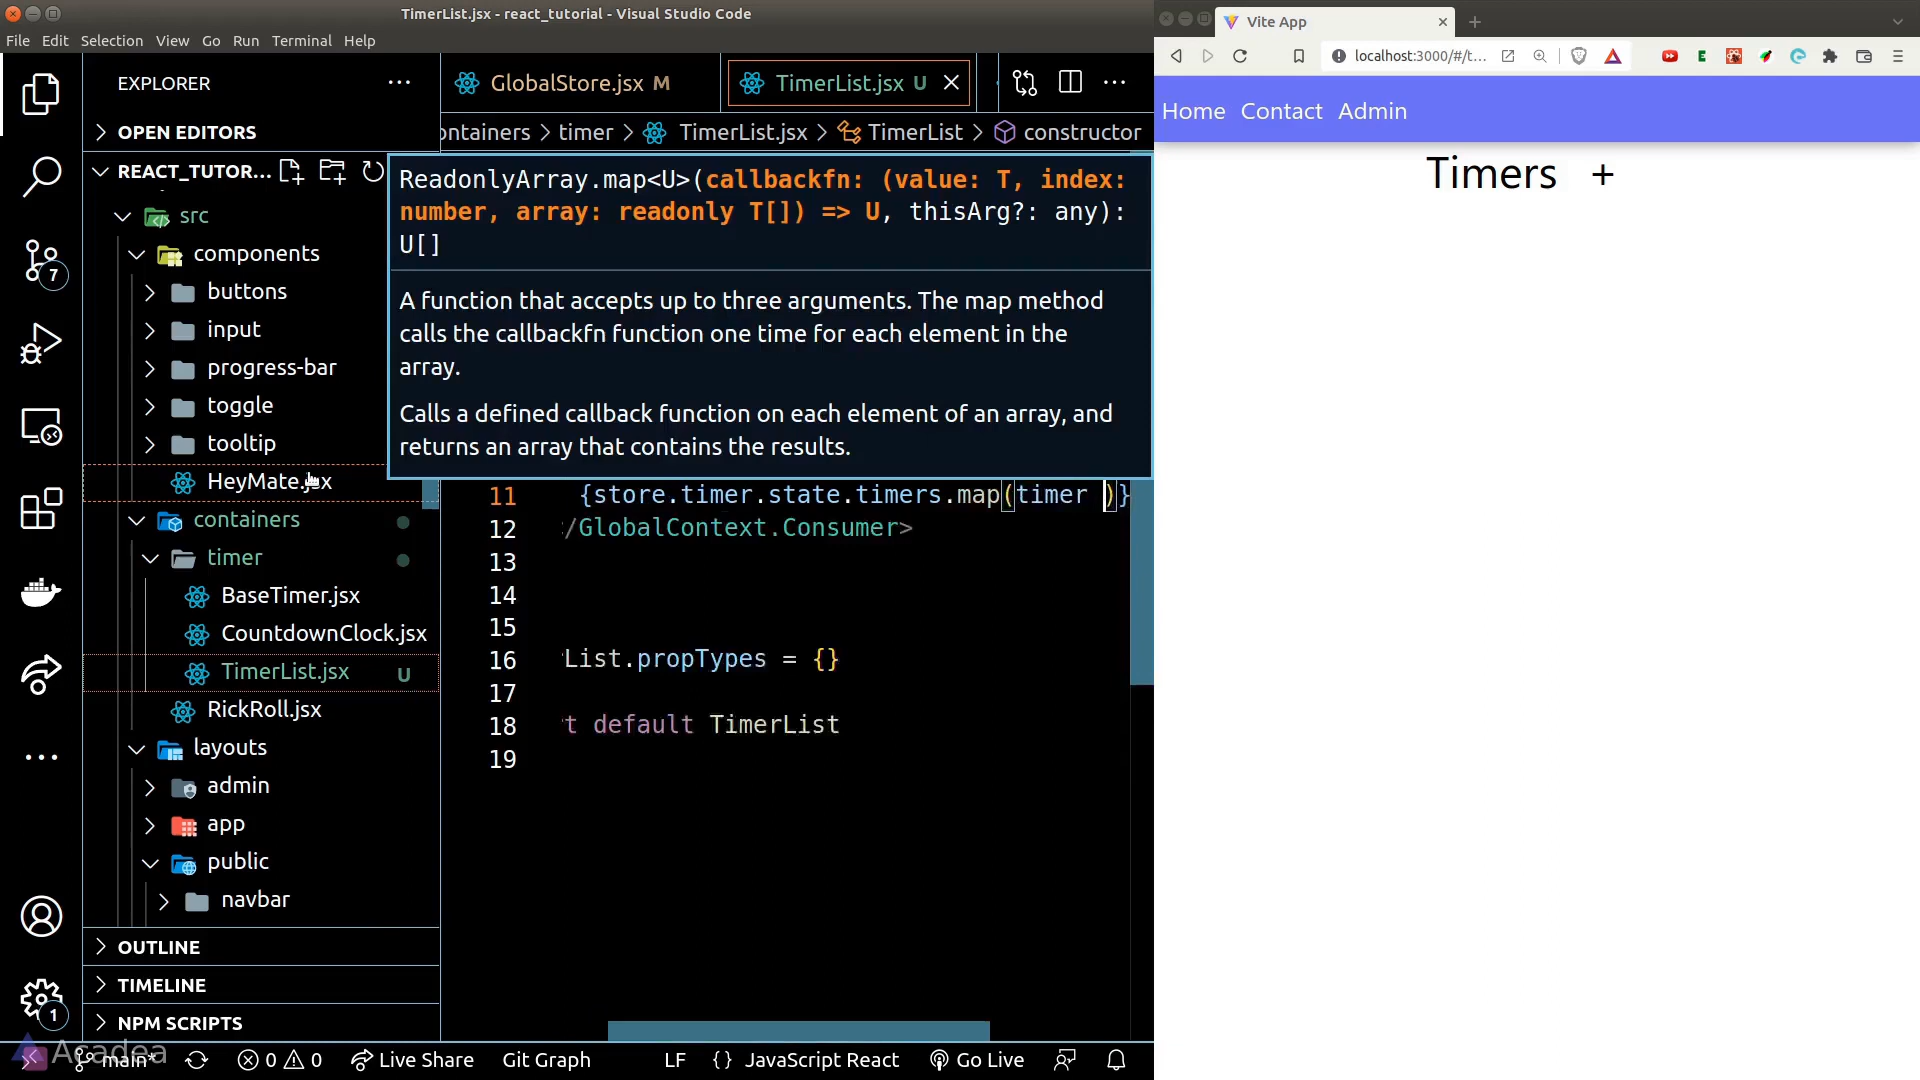 TimerList.jsx - react_tutorial - Visual Studio Code
File Edit Selection View Go Run Terminal Help
EXPLORER
OPEN EDITORS
REACT_TUTOR...
src
components
buttons
input
progress-bar
toggle
tooltip
HeyMate.jsx
containers
timer
BaseTimer.jsx
CountdownClock.jsx
TimerList.jsx U
RickRoll.jsx
layouts
admin
app
public
navbar
OUTLINE
TIMELINE
NPM SCRIPTS
7
1
GlobalStore.jsx M
TimerList.jsx U
ontainers > timer > TimerList.jsx > TimerList > constructor
ReadonlyArray.map<U>(callbackfn: (value: T, index:
number, array: readonly T[]) => U, thisArg?: any):
U[]
A function that accepts up to three arguments. The map method
calls the callbackfn function one time for each element in the
array.
Calls a defined callback function on each element of an array, and
returns an array that contains the results.
11 {store.timer.state.timers.map(timer )}
12 /GlobalContext.Consumer>
13
14
15
16 List.propTypes = {}
17
18 t default TimerList
19
Acadea
main* 0 0 Live Share Git Graph LF {} JavaScript React Go Live
Vite App
localhost:3000/#/t...
Home Contact Admin
Timers +